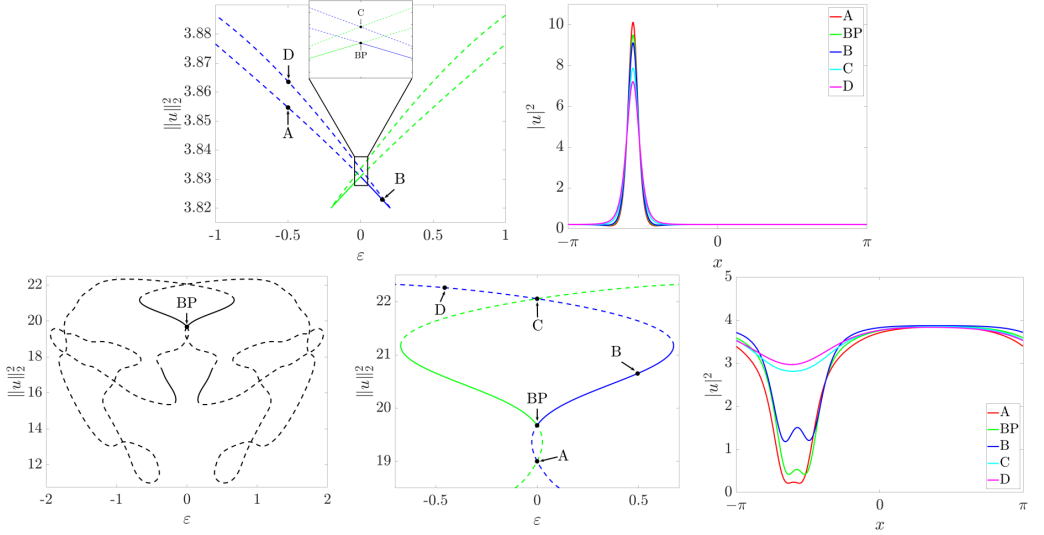 3.88
3.87
3.86
3.85
3.84
3.83
3.82
||u||₂²
-1
-0.5
0
0.5
1
ε
C
BP
D
A
B
10
8
6
4
2
0
|u|²
−π
0
π
x
A
BP
B
C
D
22
20
18
16
14
12
||u||₂²
-2
-1
0
1
2
ε
BP
22
21
20
19
||u||₂²
-0.5
0
0.5
ε
D
C
B
BP
A
5
4
3
2
1
0
|u|²
−π
0
π
x
A
BP
B
C
D